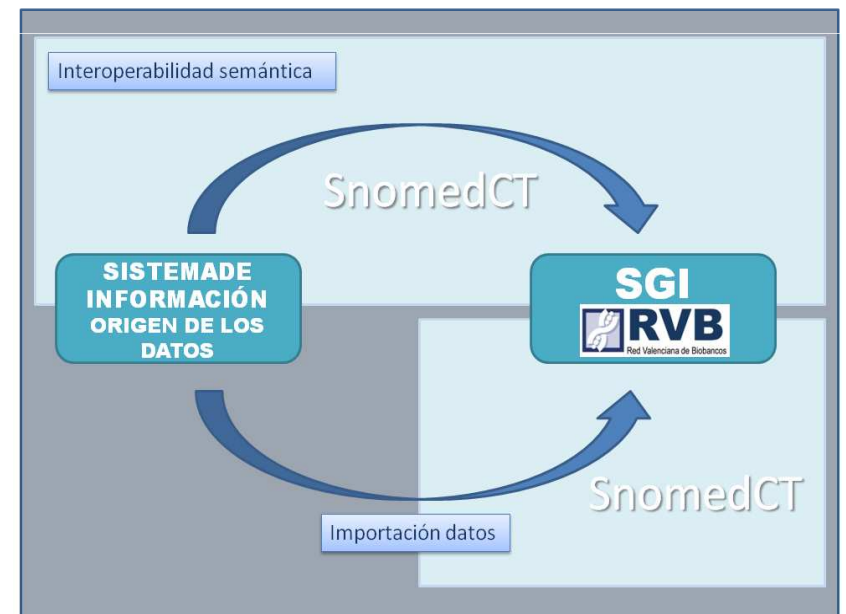 Interoperabilidad semántica
SnomedCT
SISTEMADE
INFORMACIÓN
ORIGEN DE LOS
DATOS
SGI
RVB
Red Valenciana de Biobancos
SnomedCT
Importación datos